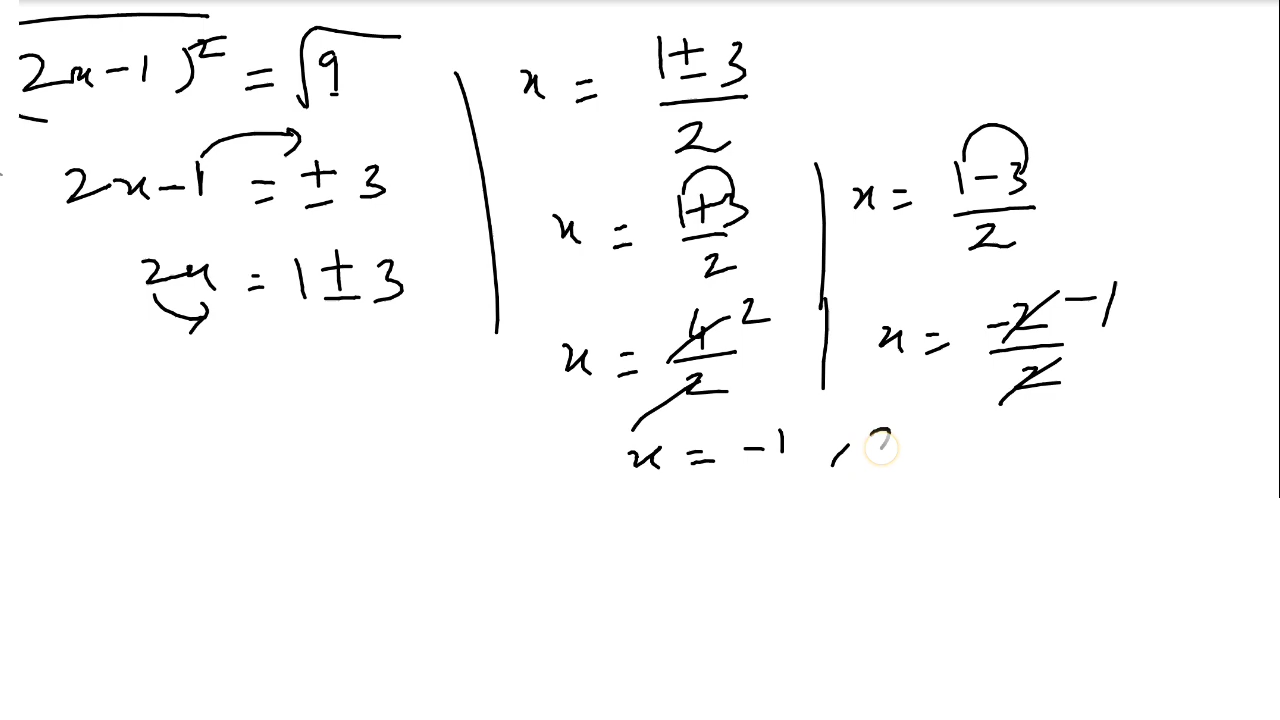 2x-1)² = √9
2x-1 = ± 3
2x = 1 ± 3
x = 1 ± 3 / 2
x = 1+3 / 2
x = 4 / 2 2
x = 1-3 / 2
x = -2 / 2 -1
x = -1 ,